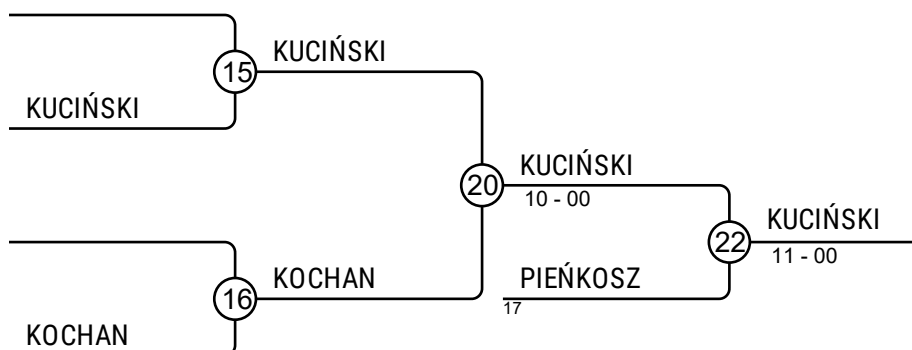 KUCIŃSKI
15
KUCIŃSKI
KUCIŃSKI
20
10 - 00
KUCIŃSKI
22
11 - 00
KOCHAN
PIEŃKOSZ
16
17
KOCHAN